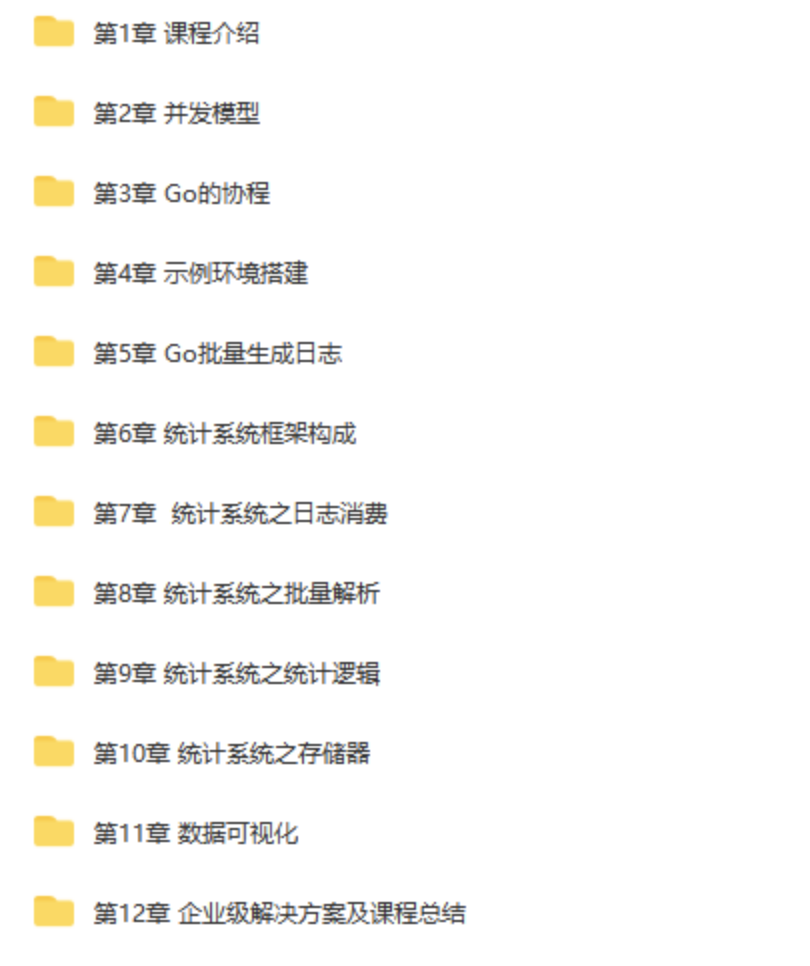 第1章 课程介绍
第2章 并发模型
第3章 Go的协程
第4章 示例环境搭建
第5章 Go批量生成日志
第6章 统计系统框架构成
第7章  统计系统之日志消费
第8章 统计系统之批量解析
第9章 统计系统之统计逻辑
第10章 统计系统之存储器
第11章 数据可视化
第12章 企业级解决方案及课程总结